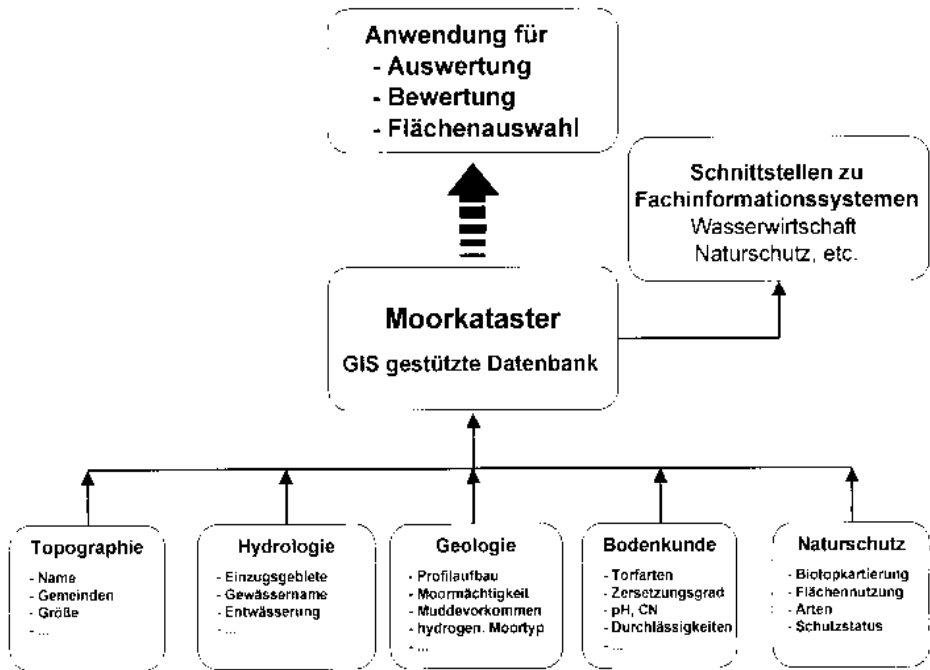 Anwendung für
- Auswertung
- Bewertung
- Flächenauswahl
Schnittstellen zu
Fachinformationssystemen
Wasserwirtschaft
Naturschutz, etc.
Moorkataster
GIS gestützte Datenbank
Topographie
- Name
- Gemeinden
- Größe
- ...
Hydrologie
- Einzugsgebiete
- Gewässername
- Entwässerung
- ...
Geologie
- Profilaufbau
- Moormächtigkeit
- Muddevorkommen
- hydrogen. Moortyp
- ...
Bodenkunde
- Torfarten
- Zersetzungsgrad
- pH, CN
- Durchlässigkeiten
- ...
Naturschutz
- Biotopkartierung
- Flächennutzung
- Arten
- Schutzstatus